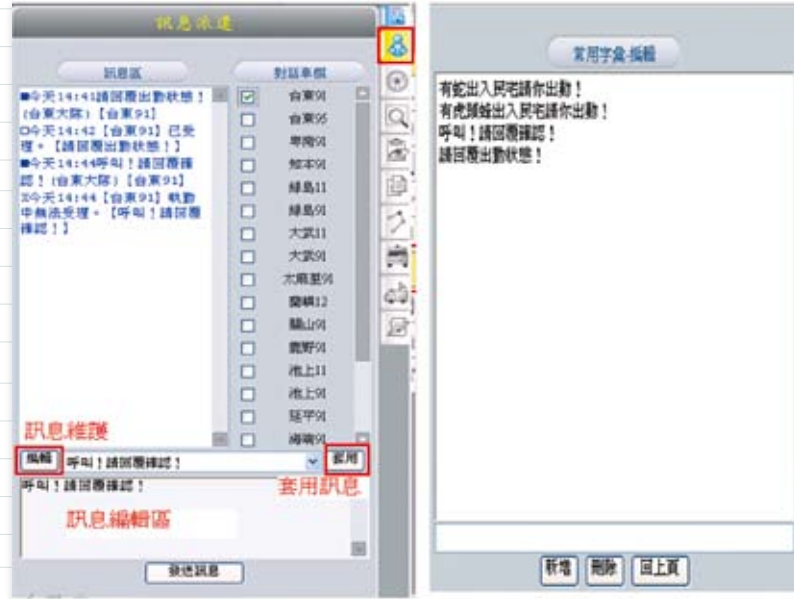 訊息派遣
訊息區
■今天14:41請回覆出勤狀態!
(台東大隊)【台東91】
□今天14:42【台東91】已受
理。【請回覆出勤狀態!】
■今天14:44呼叫!請回覆確
認!(台東大隊)【台東91】
今天14:44【台東91】執勤
中無法受理。【呼叫!請回覆
確認!】
對話車機
台東91
台東95
卑南91
知本91
綠島11
綠島91
大武11
大武91
太麻里91
蘭嶼12
關山91
鹿野91
池上11
池上91
延平91
海端91
訊息維護
編輯
呼叫!請回覆確認!
套用
呼叫!請回覆確認!
套用訊息
訊息編輯區
發送訊息
常用字彙-編輯
有蛇出入民宅請你出動!
有虎頭蜂出入民宅請你出動!
呼叫!請回覆確認!
請回覆出勤狀態!
新增
刪除
回上頁